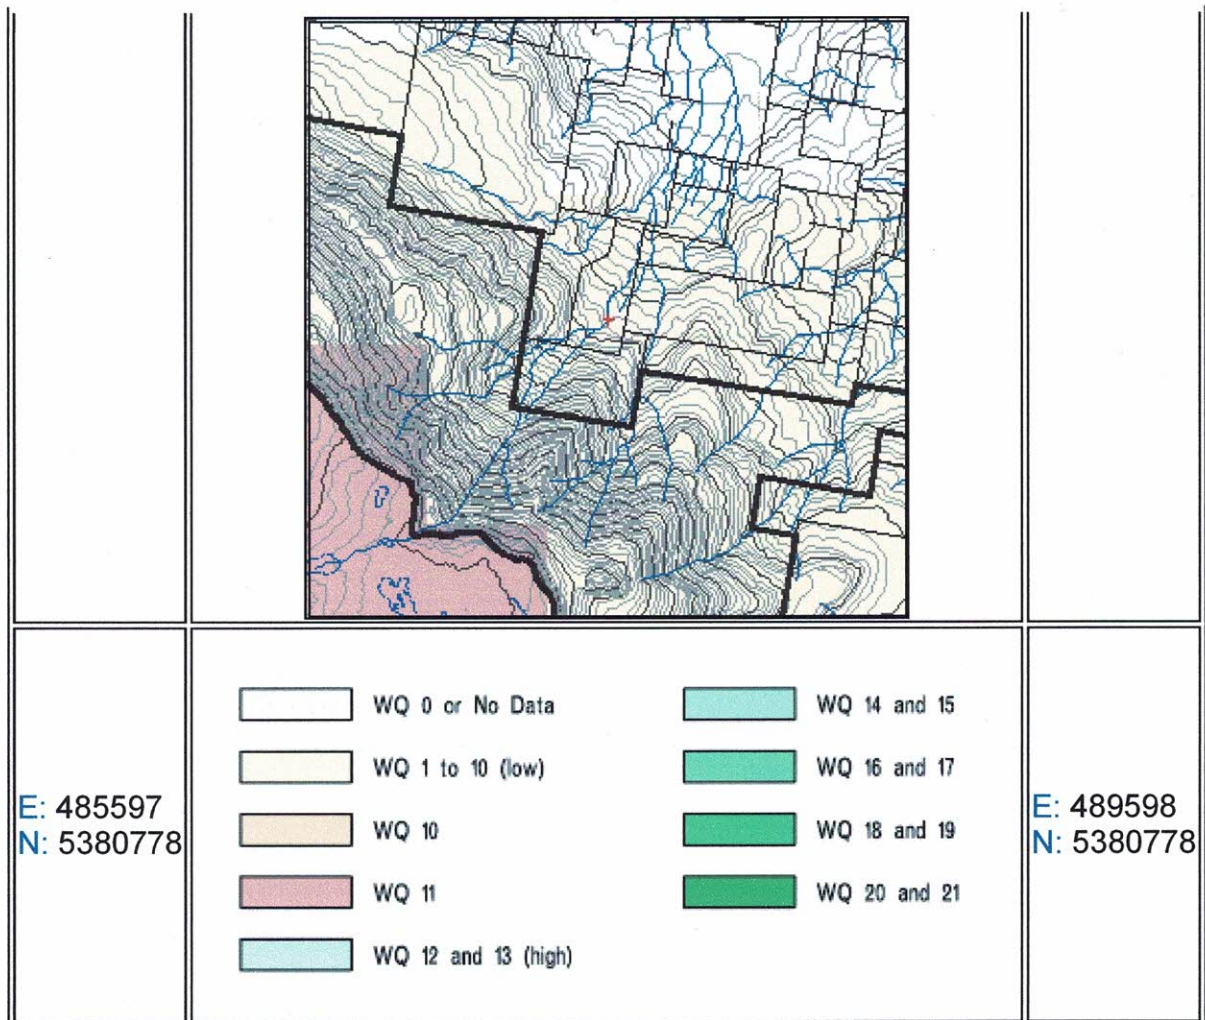 WQ 0 or No Data
WQ 1 to 10 (low)
WQ 10
WQ 11
WQ 12 and 13 (high)
WQ 14 and 15
WQ 16 and 17
WQ 18 and 19
WQ 20 and 21
E: 485597
N: 5380778
E: 489598
N: 5380778